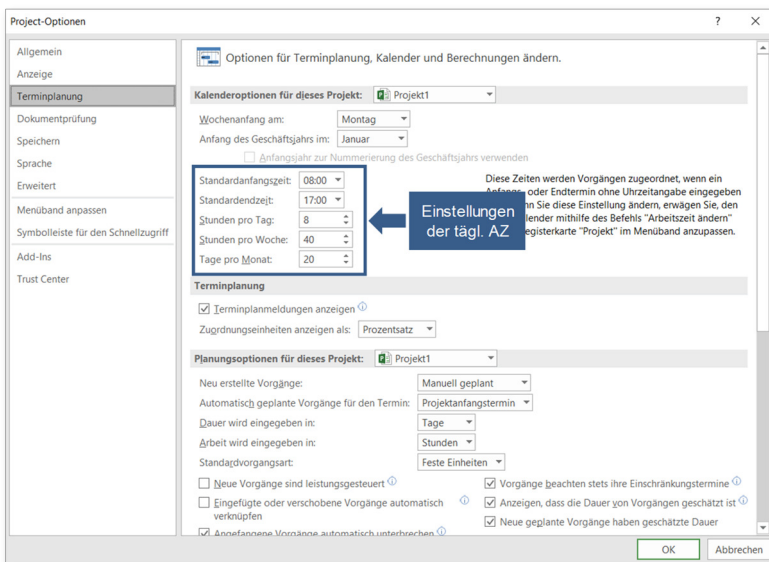 Project-Optionen
? ×
Allgemein
Anzeige
Terminplanung
Dokumentprüfung
Speichern
Sprache
Erweitert
Menüband anpassen
Symbolleiste für den Schnellzugriff
Add-Ins
Trust Center
Optionen für Terminplanung, Kalender und Berechnungen ändern.
Kalenderoptionen für dieses Projekt: Projekt1
Wochenanfang am: Montag
Anfang des Geschäftsjahrs im: Januar
Anfangsjahr zur Nummerierung des Geschäftsjahrs verwenden
Standardanfangszeit: 08:00
Standardendzeit: 17:00
Stunden pro Tag: 8
Stunden pro Woche: 40
Tage pro Monat: 20
Einstellungen
der tägl. AZ
Diese Zeiten werden Vorgängen zugeordnet, wenn ein
oder Endtermin ohne Uhrzeitangabe eingegeben
Sie diese Einstellung ändern, erwägen Sie, den
mithilfe des Befehls "Arbeitszeit ändern"
"Projekt" im Menüband anzupassen.
Terminplanung
Terminplanmeldungen anzeigen
Zuordnungseinheiten anzeigen als: Prozentsatz
Planungsoptionen für dieses Projekt: Projekt1
Neu erstellte Vorgänge: Manuell geplant
Automatisch geplante Vorgänge für den Termin: Projektanfangstermin
Dauer wird eingegeben in: Tage
Arbeit wird eingegeben in: Stunden
Standardvorgangsart: Feste Einheiten
Neue Vorgänge sind leistungsgesteuert
Eingefügte oder verschobene Vorgänge automatisch
verknüpfen
Angefangene Vorgänge automatisch unterbrechen
Vorgänge beachten stets ihre Einschränkungstermine
Anzeigen, dass die Dauer von Vorgängen geschätzt ist
Neue geplante Vorgänge haben geschätzte Dauer
OK
Abbrechen